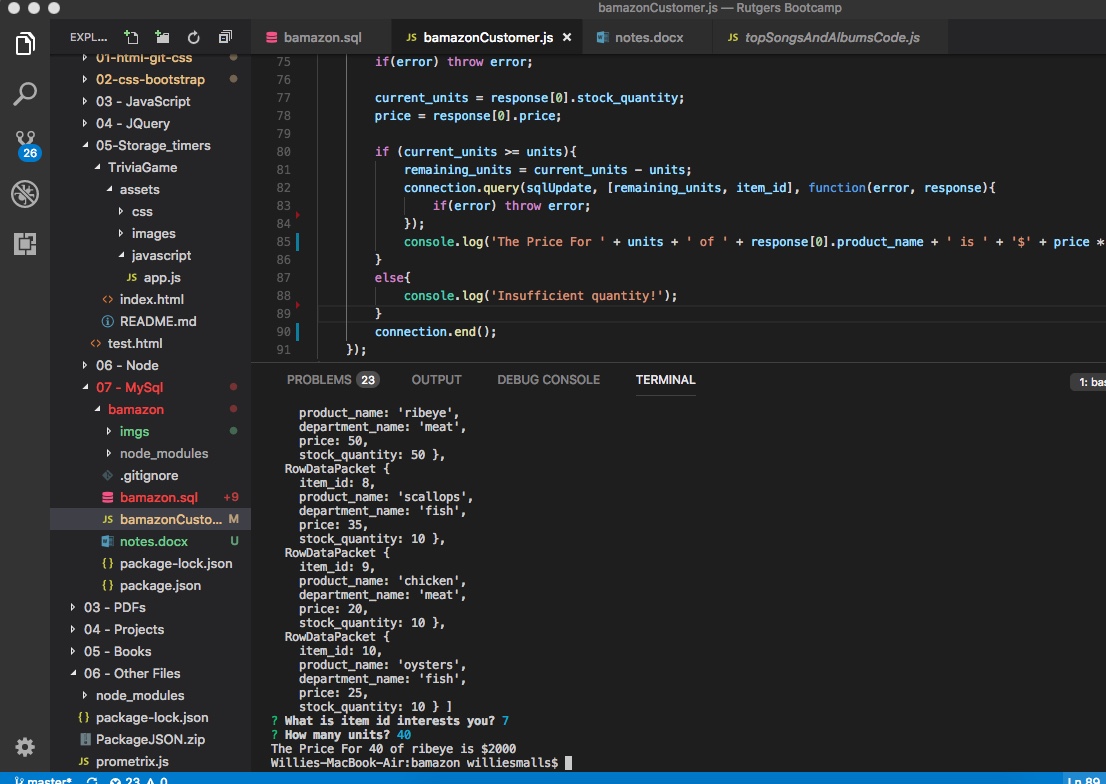 bamazonCustomer.js — Rutgers Bootcamp
EXPL...
bamazon.sql
JS bamazonCustomer.js ×
notes.docx
JS topSongsAndAlbumsCode.js
26
01-html-git-css
02-css-bootstrap
03 - JavaScript
04 - JQuery
05-Storage_timers
TriviaGame
assets
css
images
javascript
JS app.js
<> index.html
README.md
<> test.html
06 - Node
07 - MySql
bamazon
imgs
node_modules
.gitignore
bamazon.sql +9
JS bamazonCusto... M
notes.docx U
{} package-lock.json
{} package.json
03 - PDFs
04 - Projects
05 - Books
06 - Other Files
node_modules
{} package-lock.json
PackageJSON.zip
JS prometrix.js
75 if(error) throw error;
76
77 current_units = response[0].stock_quantity;
78 price = response[0].price;
79
80 if (current_units >= units){
81 remaining_units = current_units - units;
82 connection.query(sqlUpdate, [remaining_units, item_id], function(error, response){
83 if(error) throw error;
84 });
85 console.log('The Price For ' + units + ' of ' + response[0].product_name + ' is ' + '$' + price *
86 }
87 else{
88 console.log('Insufficient quantity!');
89 }
90 connection.end();
91 });
PROBLEMS 23 OUTPUT DEBUG CONSOLE TERMINAL
1: bas
product_name: 'ribeye',
department_name: 'meat',
price: 50,
stock_quantity: 50 },
RowDataPacket {
item_id: 8,
product_name: 'scallops',
department_name: 'fish',
price: 35,
stock_quantity: 10 },
RowDataPacket {
item_id: 9,
product_name: 'chicken',
department_name: 'meat',
price: 20,
stock_quantity: 10 },
RowDataPacket {
item_id: 10,
product_name: 'oysters',
department_name: 'fish',
price: 25,
stock_quantity: 10 } ]
? What is item id interests you? 7
? How many units? 40
The Price For 40 of ribeye is $2000
Willies-MacBook-Air:bamazon williesmalls$
master* 23 0
Ln 89